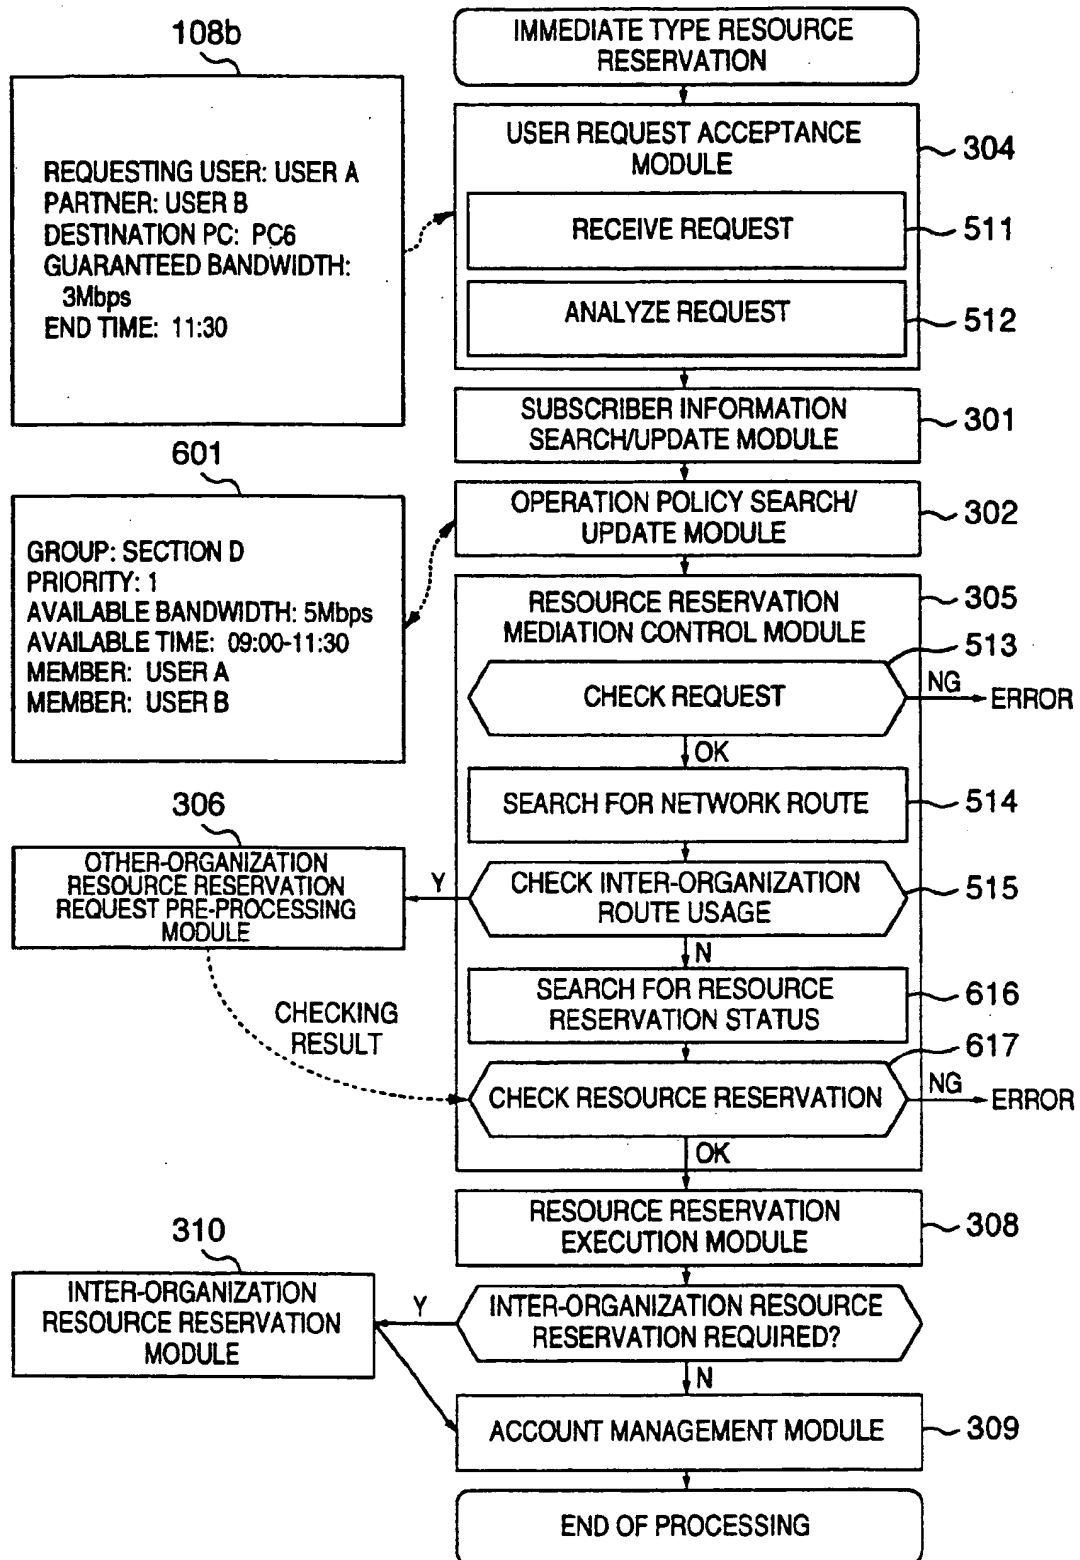 IMMEDIATE TYPE RESOURCE
RESERVATION
108b
REQUESTING USER: USER A
PARTNER: USER B
DESTINATION PC: PC6
GUARANTEED BANDWIDTH:
3Mbps
END TIME: 11:30
USER REQUEST ACCEPTANCE
MODULE
304
RECEIVE REQUEST
511
ANALYZE REQUEST
512
SUBSCRIBER INFORMATION
SEARCH/UPDATE MODULE
301
601
GROUP: SECTION D
PRIORITY: 1
AVAILABLE BANDWIDTH: 5Mbps
AVAILABLE TIME: 09:00-11:30
MEMBER: USER A
MEMBER: USER B
OPERATION POLICY SEARCH/
UPDATE MODULE
302
RESOURCE RESERVATION
MEDIATION CONTROL MODULE
305
513
CHECK REQUEST
NG
ERROR
OK
SEARCH FOR NETWORK ROUTE
514
306
OTHER-ORGANIZATION
RESOURCE RESERVATION
REQUEST PRE-PROCESSING
MODULE
Y
CHECK INTER-ORGANIZATION
ROUTE USAGE
515
N
SEARCH FOR RESOURCE
RESERVATION STATUS
616
CHECKING
RESULT
617
CHECK RESOURCE RESERVATION
NG
ERROR
OK
RESOURCE RESERVATION
EXECUTION MODULE
308
310
INTER-ORGANIZATION
RESOURCE RESERVATION
MODULE
Y
INTER-ORGANIZATION RESOURCE
RESERVATION REQUIRED?
N
ACCOUNT MANAGEMENT MODULE
309
END OF PROCESSING